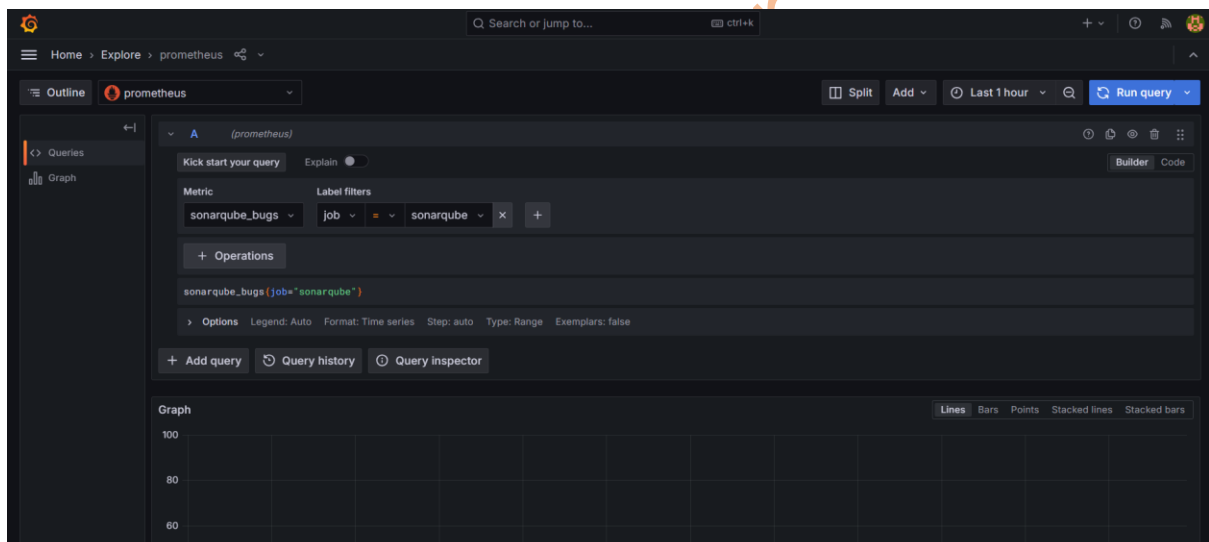 Search or jump to... ctrl+k
Home > Explore > prometheus
Outline prometheus Split Add Last 1 hour Run query
A (prometheus)
Queries
Kick start your query Explain Builder Code
Graph
Metric Label filters
sonarqube_bugs job = sonarqube × +
+ Operations
sonarqube_bugs{job="sonarqube"}
> Options Legend: Auto Format: Time series Step: auto Type: Range Exemplars: false
+ Add query Query history Query inspector
Graph Lines Bars Points Stacked lines Stacked bars
100
80
60